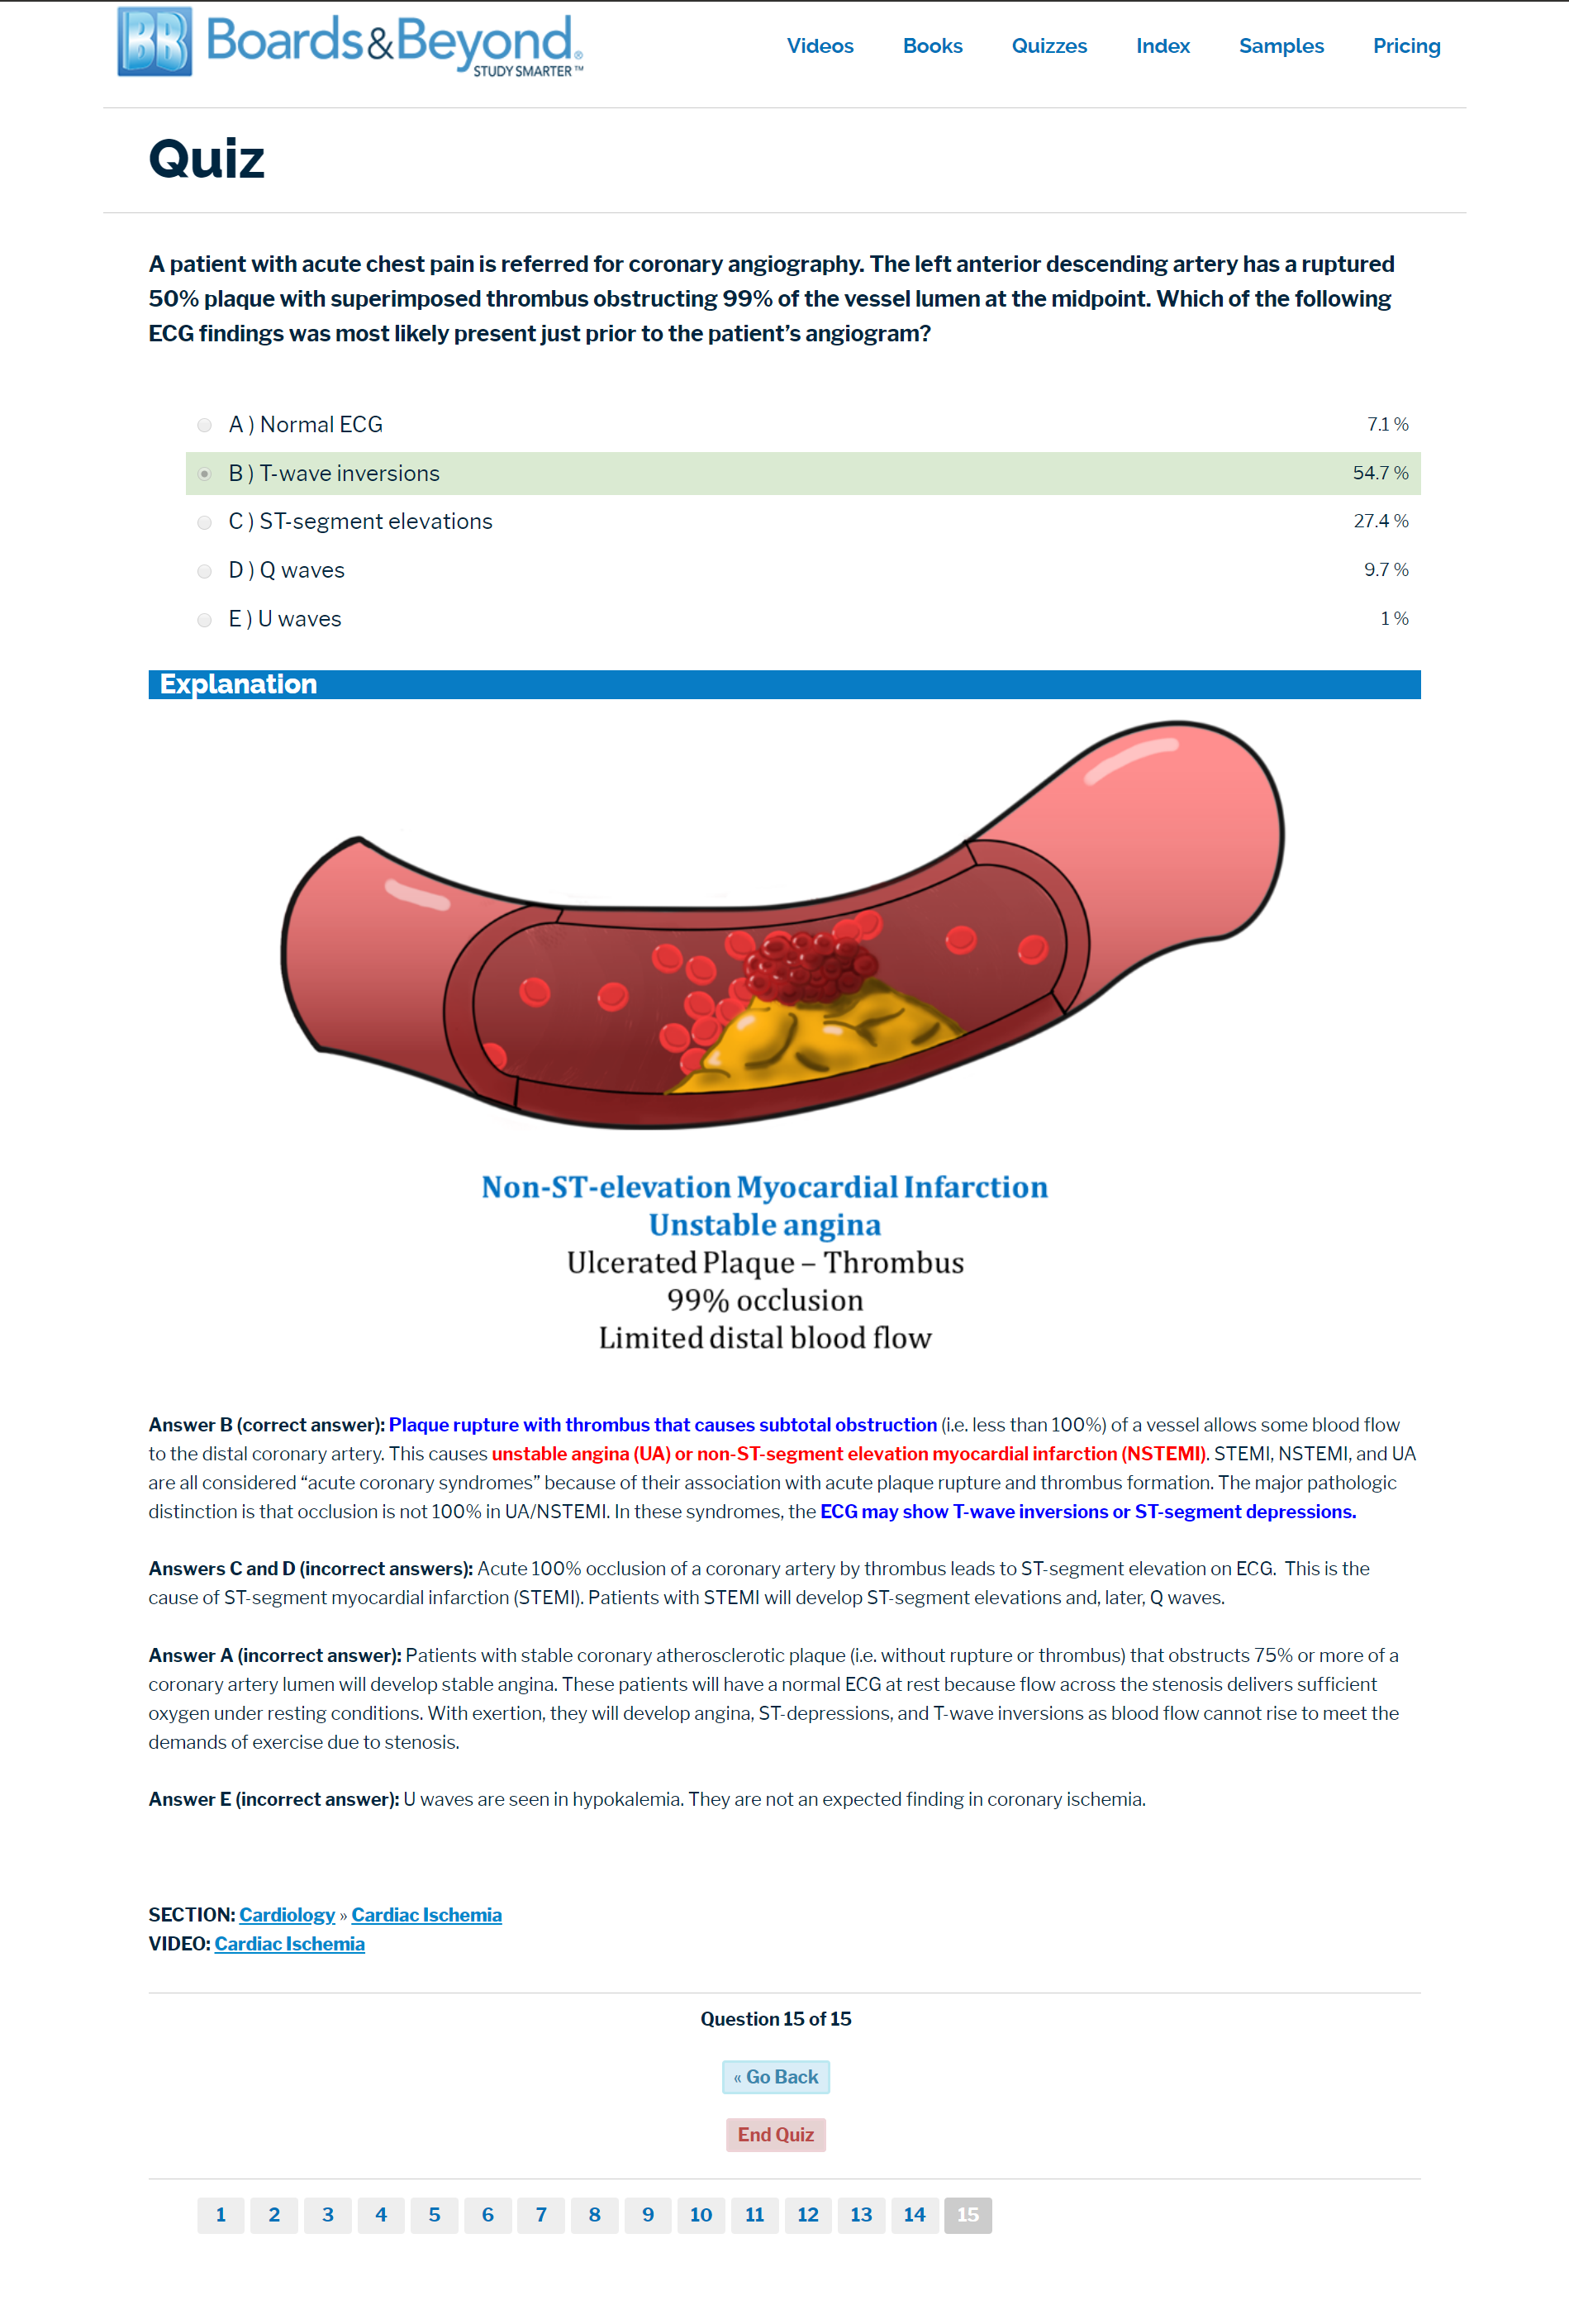 BB Boards&Beyond®
STUDY SMARTER™
Videos Books Quizzes Index Samples Pricing
Quiz
A patient with acute chest pain is referred for coronary angiography. The left anterior descending artery has a ruptured
50% plaque with superimposed thrombus obstructing 99% of the vessel lumen at the midpoint. Which of the following
ECG findings was most likely present just prior to the patient's angiogram?
A ) Normal ECG 7.1 %
B ) T-wave inversions 54.7 %
C ) ST-segment elevations 27.4 %
D ) Q waves 9.7 %
E ) U waves 1 %
Explanation
Non-ST-elevation Myocardial Infarction
Unstable angina
Ulcerated Plaque – Thrombus
99% occlusion
Limited distal blood flow
Answer B (correct answer): Plaque rupture with thrombus that causes subtotal obstruction (i.e. less than 100%) of a vessel allows some blood flow
to the distal coronary artery. This causes unstable angina (UA) or non-ST-segment elevation myocardial infarction (NSTEMI). STEMI, NSTEMI, and UA
are all considered “acute coronary syndromes” because of their association with acute plaque rupture and thrombus formation. The major pathologic
distinction is that occlusion is not 100% in UA/NSTEMI. In these syndromes, the ECG may show T-wave inversions or ST-segment depressions.
Answers C and D (incorrect answers): Acute 100% occlusion of a coronary artery by thrombus leads to ST-segment elevation on ECG. This is the
cause of ST-segment myocardial infarction (STEMI). Patients with STEMI will develop ST-segment elevations and, later, Q waves.
Answer A (incorrect answer): Patients with stable coronary atherosclerotic plaque (i.e. without rupture or thrombus) that obstructs 75% or more of a
coronary artery lumen will develop stable angina. These patients will have a normal ECG at rest because flow across the stenosis delivers sufficient
oxygen under resting conditions. With exertion, they will develop angina, ST-depressions, and T-wave inversions as blood flow cannot rise to meet the
demands of exercise due to stenosis.
Answer E (incorrect answer): U waves are seen in hypokalemia. They are not an expected finding in coronary ischemia.
SECTION: Cardiology » Cardiac Ischemia
VIDEO: Cardiac Ischemia
Question 15 of 15
« Go Back
End Quiz
1 2 3 4 5 6 7 8 9 10 11 12 13 14 15